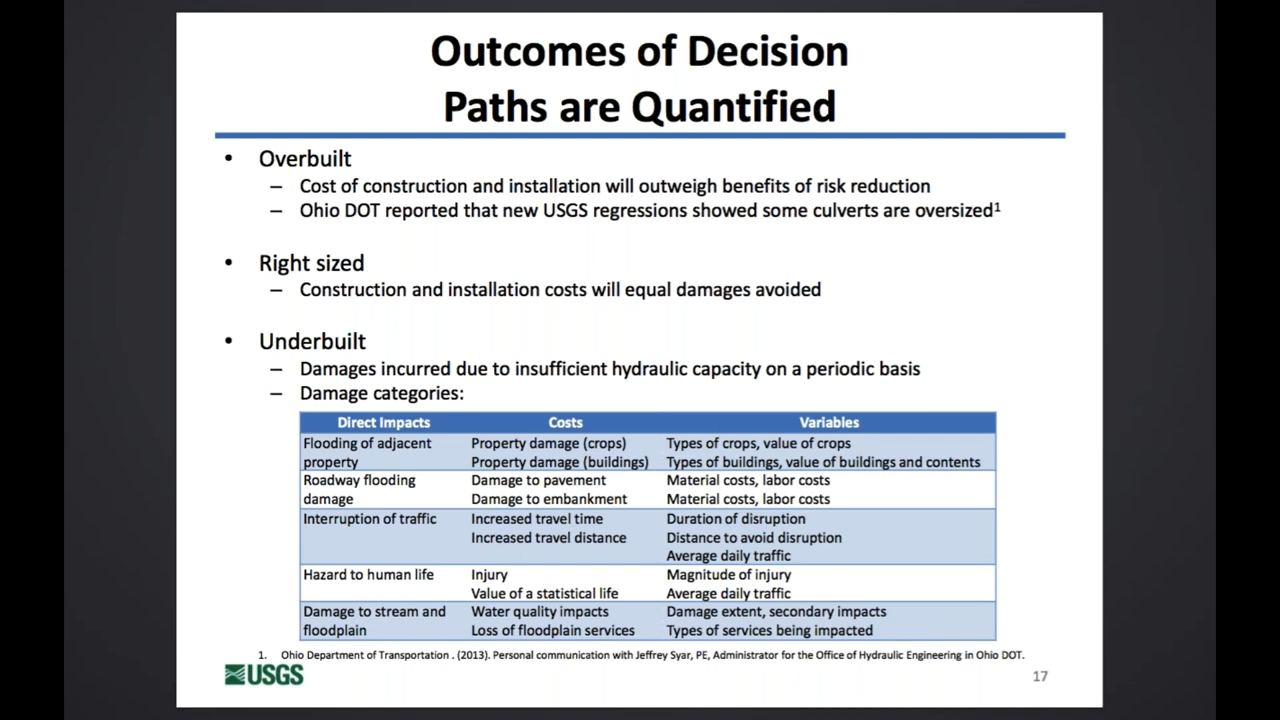 Outcomes of Decision
Paths are Quantified
• Overbuilt
– Cost of construction and installation will outweigh benefits of risk reduction
– Ohio DOT reported that new USGS regressions showed some culverts are oversized¹
• Right sized
– Construction and installation costs will equal damages avoided
• Underbuilt
– Damages incurred due to insufficient hydraulic capacity on a periodic basis
– Damage categories:
Direct Impacts Costs Variables
Flooding of adjacent Property damage (crops) Types of crops, value of crops
property Property damage (buildings) Types of buildings, value of buildings and contents
Roadway flooding Damage to pavement Material costs, labor costs
damage Damage to embankment Material costs, labor costs
Interruption of traffic Increased travel time Duration of disruption
Increased travel distance Distance to avoid disruption
Average daily traffic
Hazard to human life Injury Magnitude of injury
Value of a statistical life Average daily traffic
Damage to stream and Water quality impacts Damage extent, secondary impacts
floodplain Loss of floodplain services Types of services being impacted
1. Ohio Department of Transportation . (2013). Personal communication with Jeffrey Syar, PE, Administrator for the Office of Hydraulic Engineering in Ohio DOT.
USGS
17